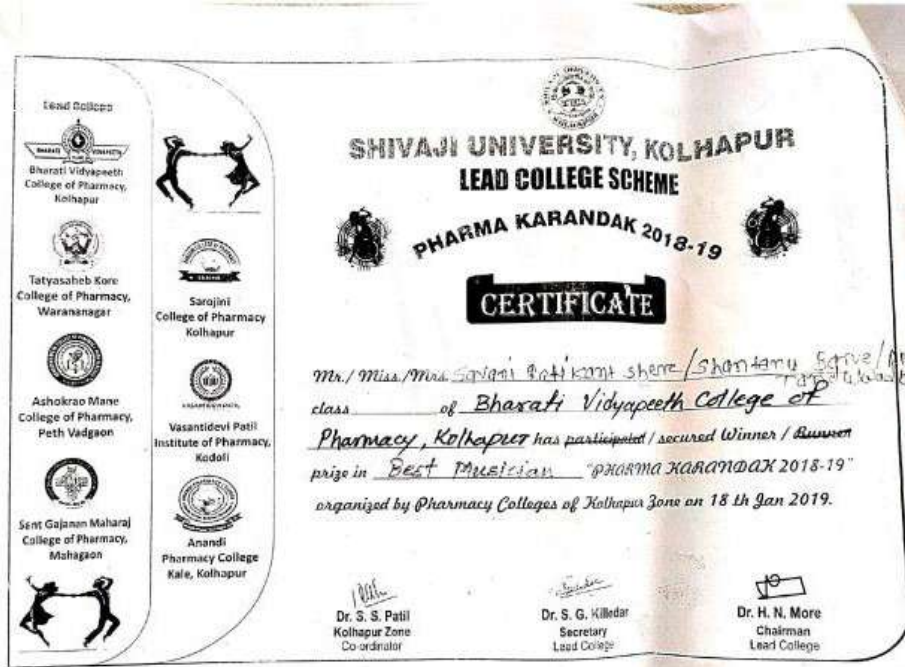 Lead College
BHARATI VIDYAPEETH
Bharati Vidyapeeth
College of Pharmacy,
Kolhapur
Tatyasaheb Kore
College of Pharmacy,
Warananagar
Ashokrao Mane
College of Pharmacy,
Peth Vadgaon
Sant Gajanan Maharaj
College of Pharmacy,
Mahagaon
Sarojini
College of Pharmacy
Kolhapur
Vasantidevi Patil
Institute of Pharmacy,
Kodoli
Anandi
Pharmacy College
Kale, Kolhapur
SHIVAJI UNIVERSITY, KOLHAPUR
LEAD COLLEGE SCHEME
PHARMA KARANDAK 2018-19
CERTIFICATE
Mr./ Miss/Mrs. / Shantanu
class of Bharati Vidyapeeth College of
Pharmacy, Kolhapur has participated / secured Winner / Runner
prize in Best Musician "PHARMA KARANDAK 2018-19"
organized by Pharmacy Colleges of Kolhapur Zone on 18 th Jan 2019.
Dr. S. S. Patil
Kolhapur Zone
Co-ordinator
Dr. S. G. Killedar
Secretary
Lead College
Dr. H. N. More
Chairman
Lead College